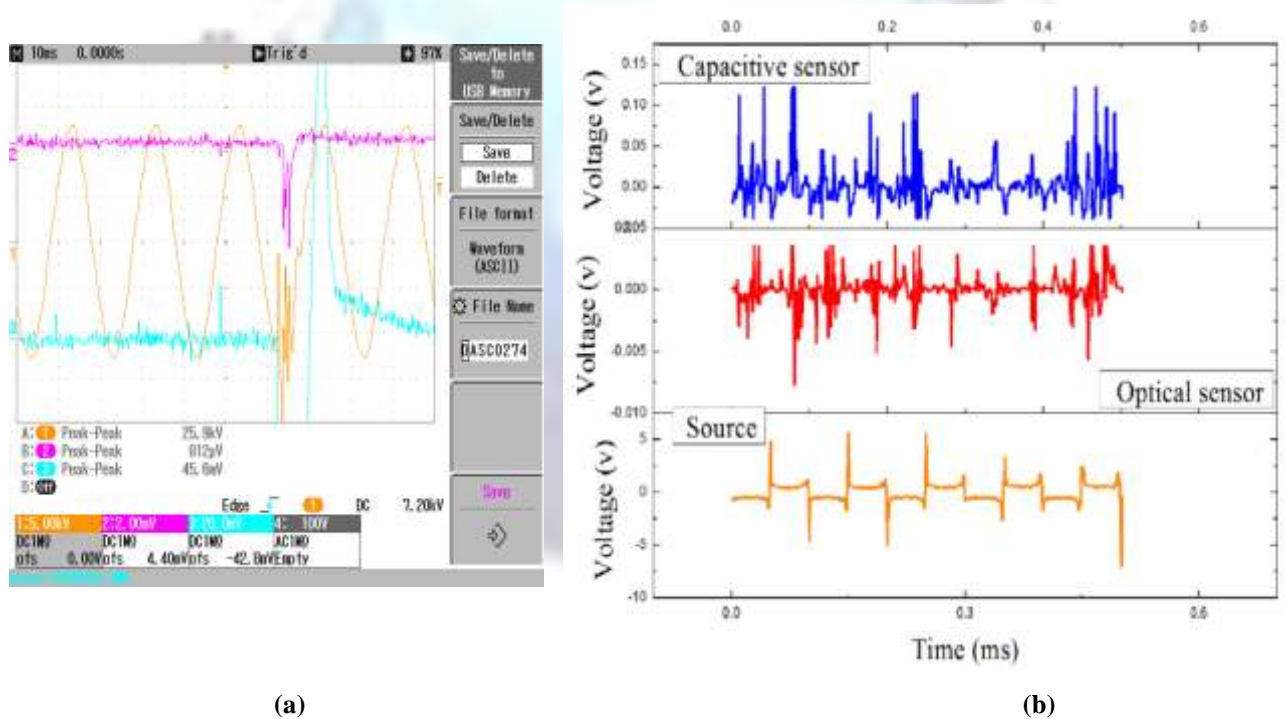 10ms 0.0000s Trig'd 97%
Save/Delete
to
USB Memory
Save/Delete
Save
Delete
File format
Waveform
(ASCII)
File Name
DASC0274
Save
A: 1 Peak-Peak 25.9kV
B: 2 Peak-Peak
C: 3 Peak-Peak 45.6mV
D: Off
Edge 1 DC 7.20kV
1:5.00kV 2:2.00mV 4: 100V
DC1MΩ DC1MΩ DC1MΩ AC1MΩ
ofs 0.00V ofs 4.40mV ofs -42.8mV Empty
(a)
0.0 0.2 0.4 0.6
Capacitive sensor
Voltage (v)
0.15
0.10
0.05
0.00
Voltage (v)
0.000
-0.005
-0.010
Optical sensor
Source
Voltage (v)
5
0
-5
-10
0.0 0.3 0.6
Time (ms)
(b)